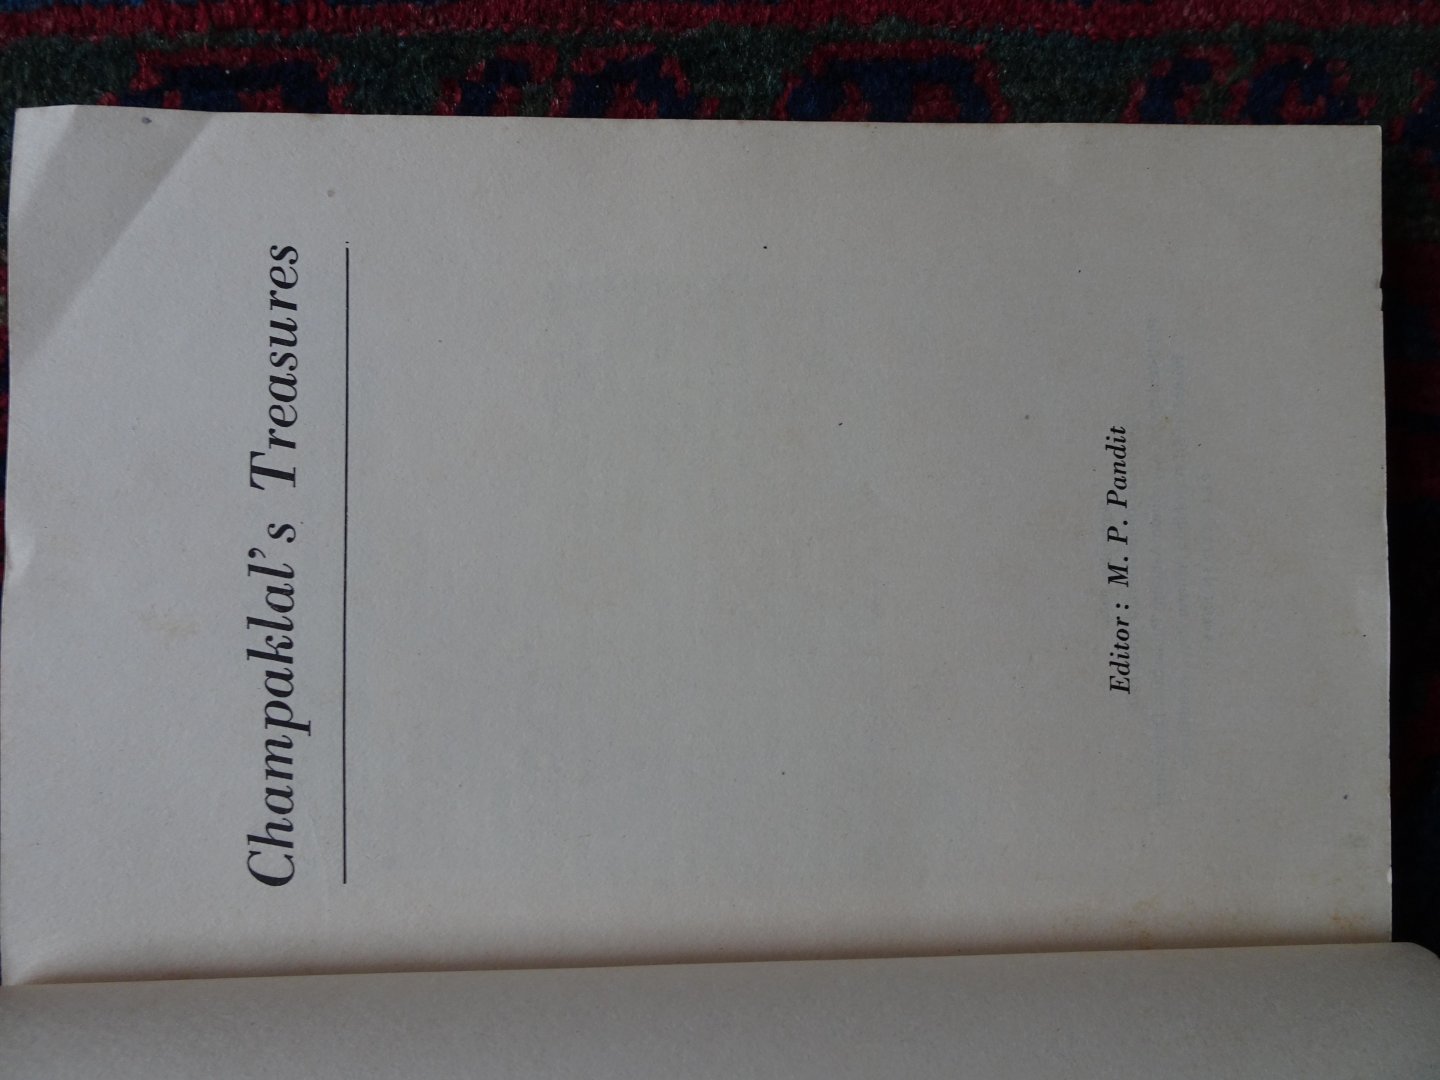 Champaklal's Treasures
Editor: M. P. Pandit